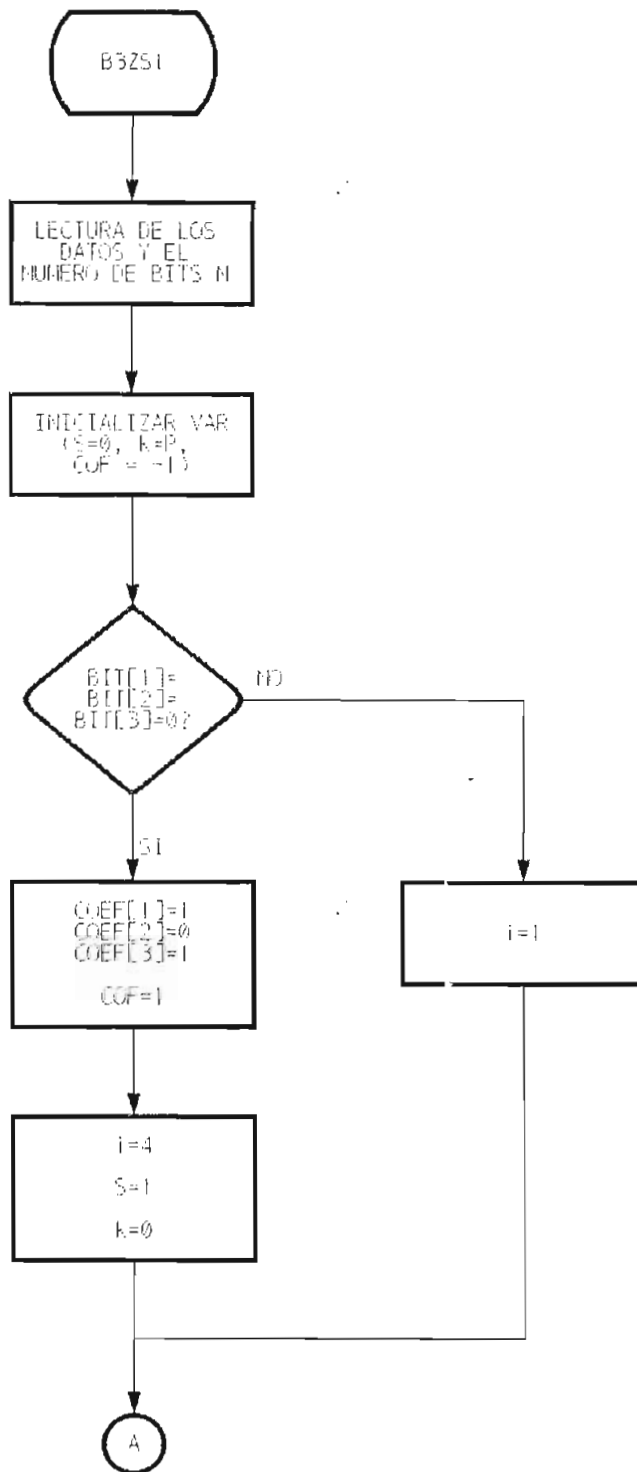 B3ZS1
LECTURA DE LOS
DATOS Y EL
NUMERO DE BITS N
INICIALIZAR VAR
(S=0, k=P,
COF = -1)
BIT[1]=
BIT[2]=
BIT[3]=0?
NO
SI
COEF[1]=1
COEF[2]=0
COEF[3]=1
COF=1
i=1
i=4
S=1
k=0
A